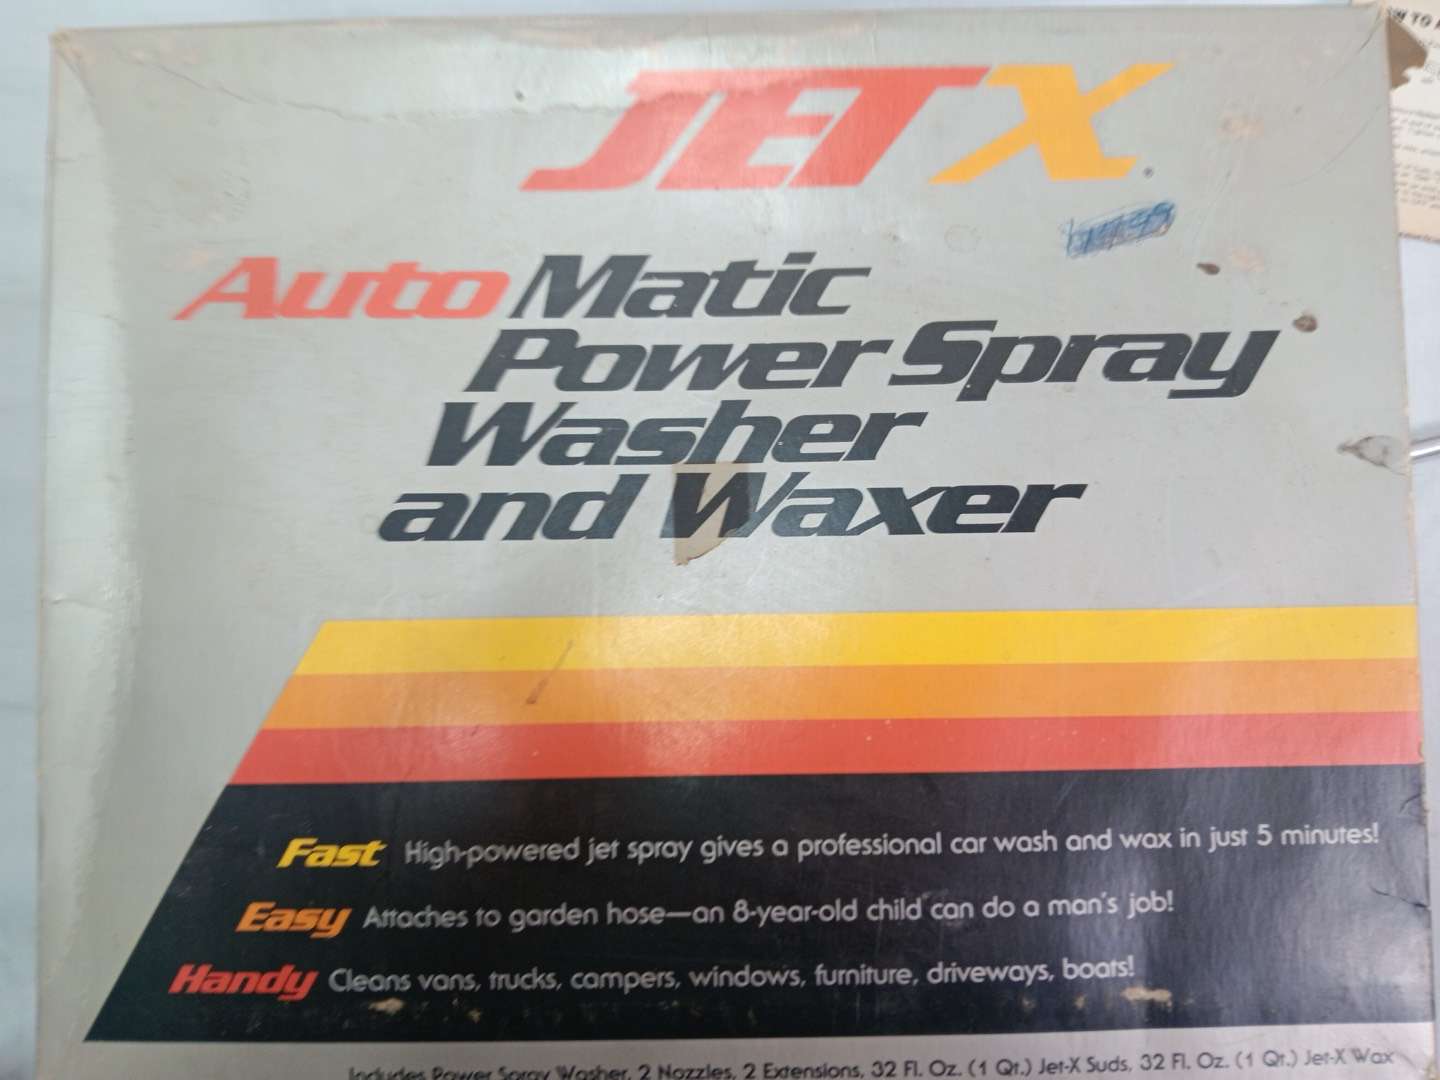 JET X®
Auto Matic
Power Spray
Washer
and Waxer
Fast High-powered jet spray gives a professional car wash and wax in just 5 minutes!
Easy Attaches to garden hose—an 8-year-old child can do a man's job!
Handy Cleans vans, trucks, campers, windows, furniture, driveways, boats!
Includes Power Spray Washer, 2 Nozzles, 2 Extensions, 32 Fl. Oz. (1 Qt.) Jet-X Suds, 32 Fl. Oz. (1 Qt.) Jet-X Wax